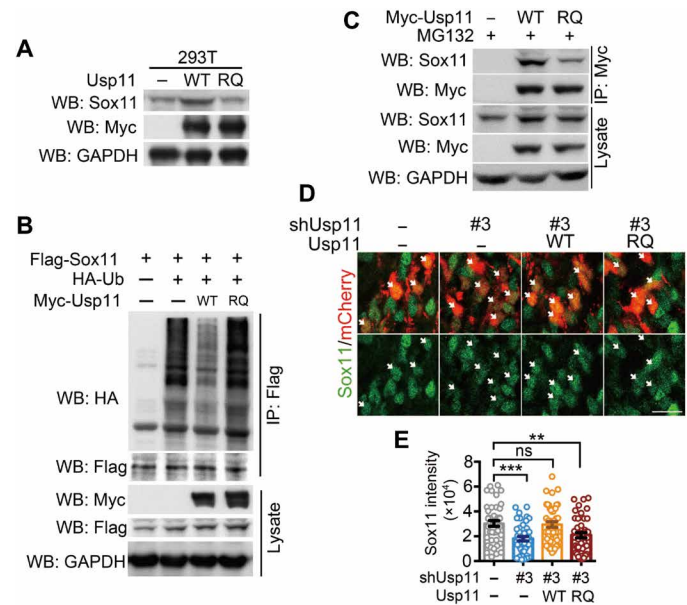 A
293T
Usp11 – WT RQ
WB: Sox11
WB: Myc
WB: GAPDH
B
Flag-Sox11 + + + +
HA-Ub — + + +
Myc-Usp11 — — WT RQ
WB: HA
IP: Flag
WB: Flag
WB: Myc
WB: Flag
WB: GAPDH
Lysate
C
Myc-Usp11 – WT RQ
MG132 + + +
WB: Sox11
WB: Myc
IP: Myc
WB: Sox11
WB: Myc
WB: GAPDH
Lysate
D
shUsp11 – #3 #3 #3
Usp11 – – WT RQ
Sox11/mCherry
E
**
ns
***
Sox11 intensity
(×10⁴)
8
6
4
2
0
shUsp11 – #3 #3 #3
Usp11 – – WT RQ